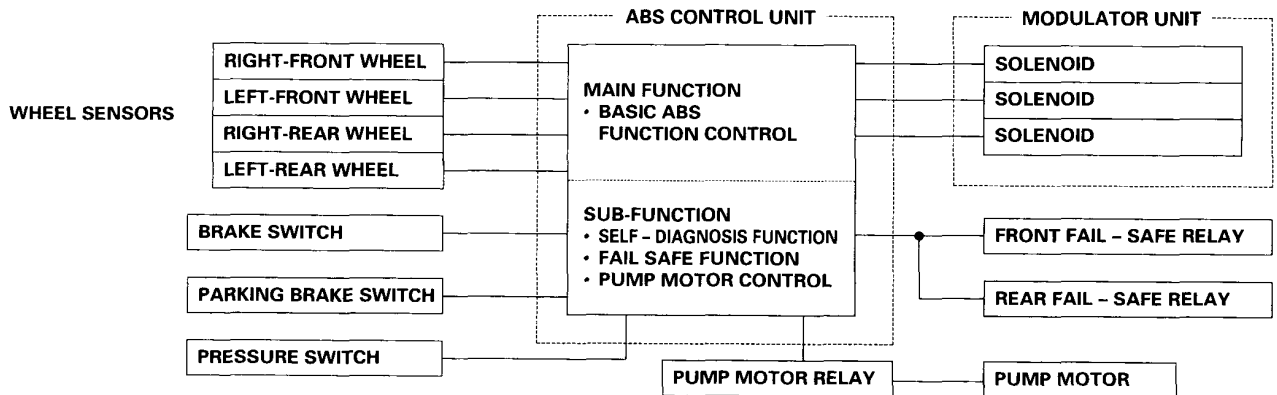 ABS CONTROL UNIT
MODULATOR UNIT
WHEEL SENSORS
RIGHT-FRONT WHEEL
LEFT-FRONT WHEEL
RIGHT-REAR WHEEL
LEFT-REAR WHEEL
BRAKE SWITCH
PARKING BRAKE SWITCH
PRESSURE SWITCH
MAIN FUNCTION
• BASIC ABS
FUNCTION CONTROL
SUB-FUNCTION
• SELF – DIAGNOSIS FUNCTION
• FAIL SAFE FUNCTION
• PUMP MOTOR CONTROL
SOLENOID
SOLENOID
SOLENOID
FRONT FAIL – SAFE RELAY
REAR FAIL – SAFE RELAY
PUMP MOTOR RELAY
PUMP MOTOR